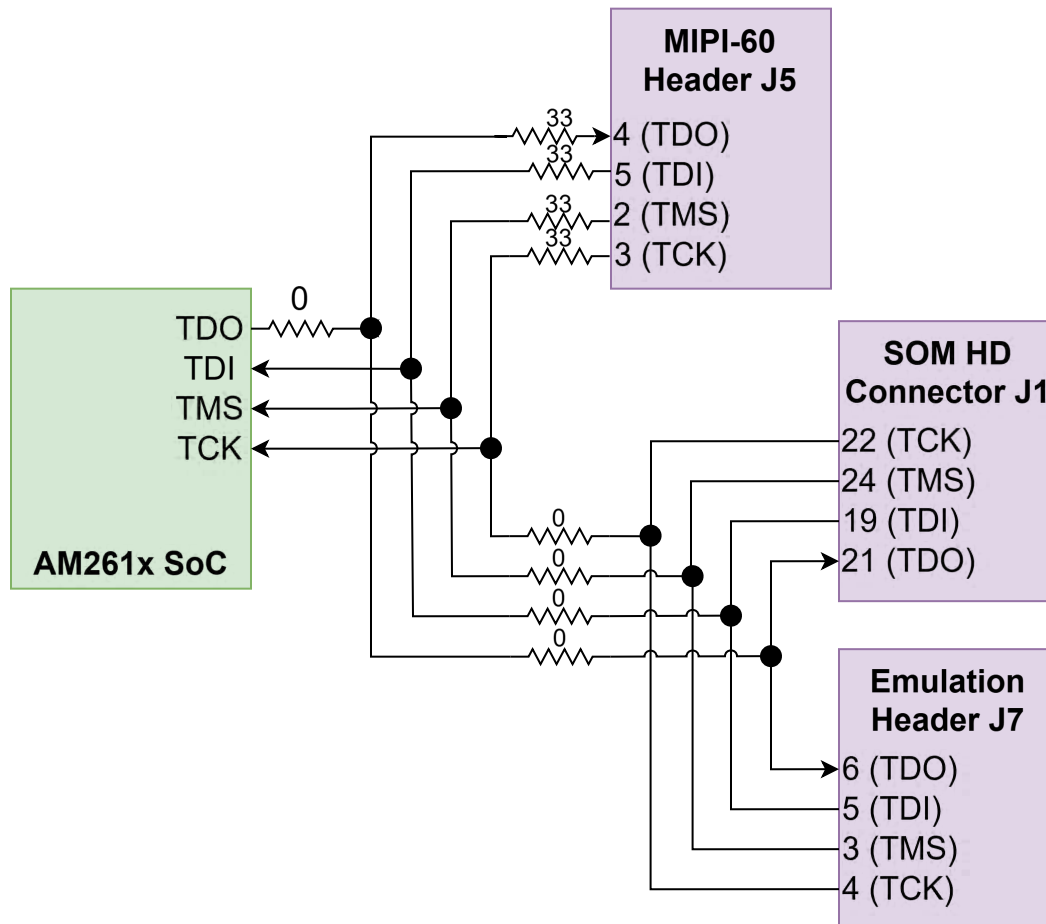 MIPI-60
Header J5
33
4 (TDO)
33
5 (TDI)
33
2 (TMS)
33
3 (TCK)
0
TDO
TDI
TMS
TCK
AM261x SoC
SOM HD
Connector J1
22 (TCK)
24 (TMS)
19 (TDI)
21 (TDO)
0
0
0
0
Emulation
Header J7
6 (TDO)
5 (TDI)
3 (TMS)
4 (TCK)